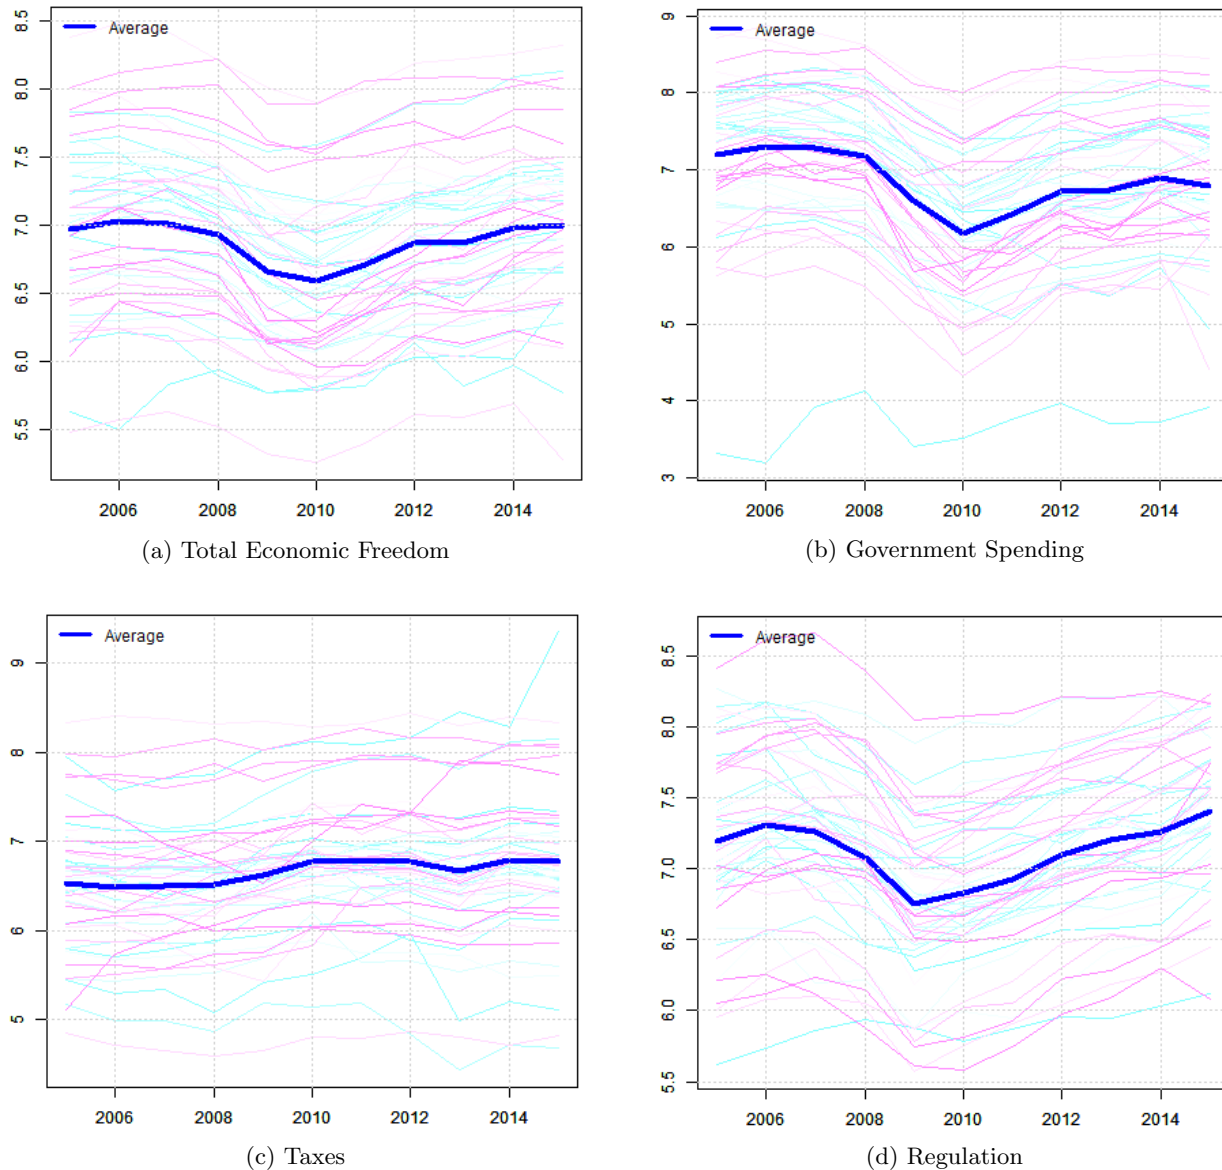 Average
8.5
8.0
7.5
7.0
6.5
6.0
5.5
2006 2008 2010 2012 2014
(a) Total Economic Freedom
Average
9
8
7
6
5
4
3
2006 2008 2010 2012 2014
(b) Government Spending
Average
9
8
7
6
5
2006 2008 2010 2012 2014
(c) Taxes
Average
8.5
8.0
7.5
7.0
6.5
6.0
5.5
2006 2008 2010 2012 2014
(d) Regulation